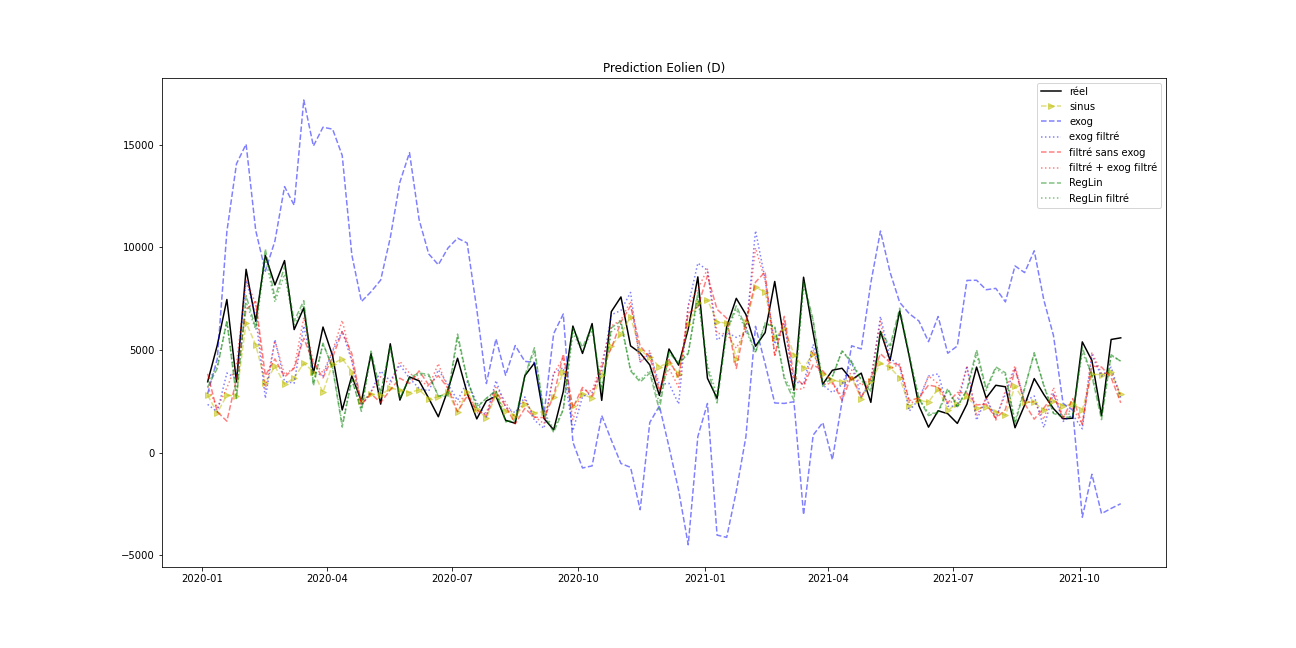 Prediction Eolien (D)
réel
sinus
exog
exog filtré
filtré sans exog
filtré + exog filtré
RegLin
RegLin filtré
15000
10000
5000
0
−5000
2020-01 2020-04 2020-07 2020-10 2021-01 2021-04 2021-07 2021-10